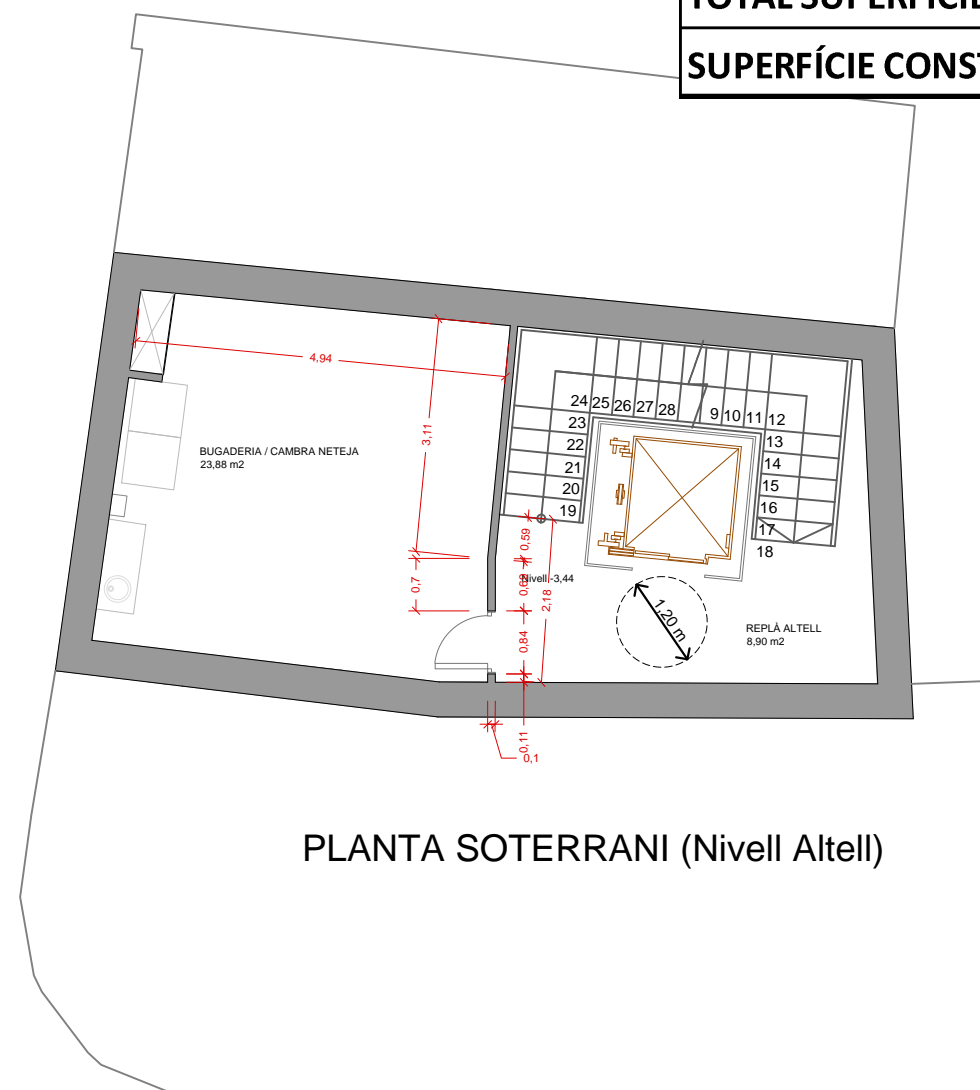 TOTAL SUPERFÍCIE
SUPERFÍCIE CONST
4,94
3,11
BUGADERIA / CAMBRA NETEJA
23,88 m2
24 25 26 27 28 9 10 11 12
23 13
22 14
21 15
20 16
19 17
18
0,59
0,7
Nivell -3,44
2,18
0,84
1,20 m
REPLÀ ALTELL
8,90 m2
0,11
0,1
PLANTA SOTERRANI (Nivell Altell)